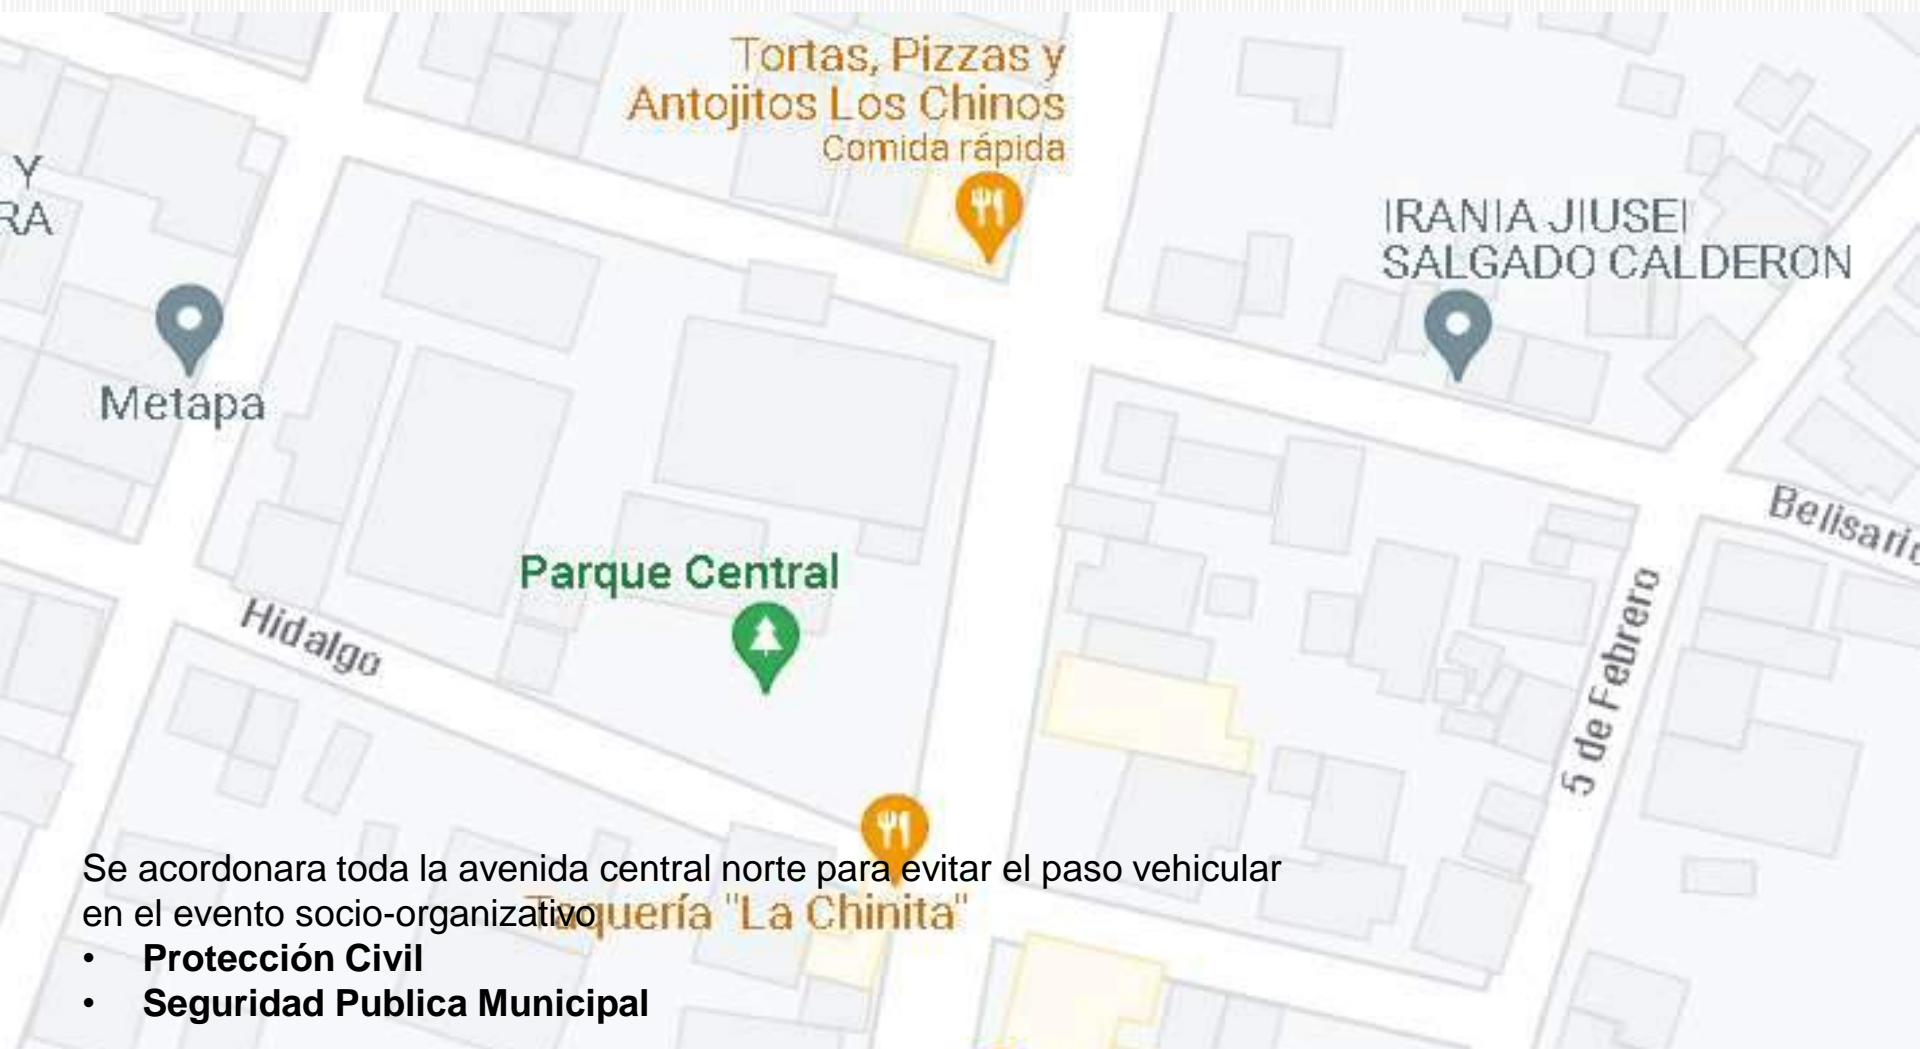 Tortas, Pizzas y
Antojitos Los Chinos
Comida rápida
Y
RA
IRANIA JIUSEI
SALGADO CALDERON
Metapa
Belisario
Parque Central
Hidalgo
5 de Febrero
Se acordonara toda la avenida central norte para evitar el paso vehicular
en el evento socio-organizativo
Taquería "La Chinita"
• Protección Civil
• Seguridad Publica Municipal